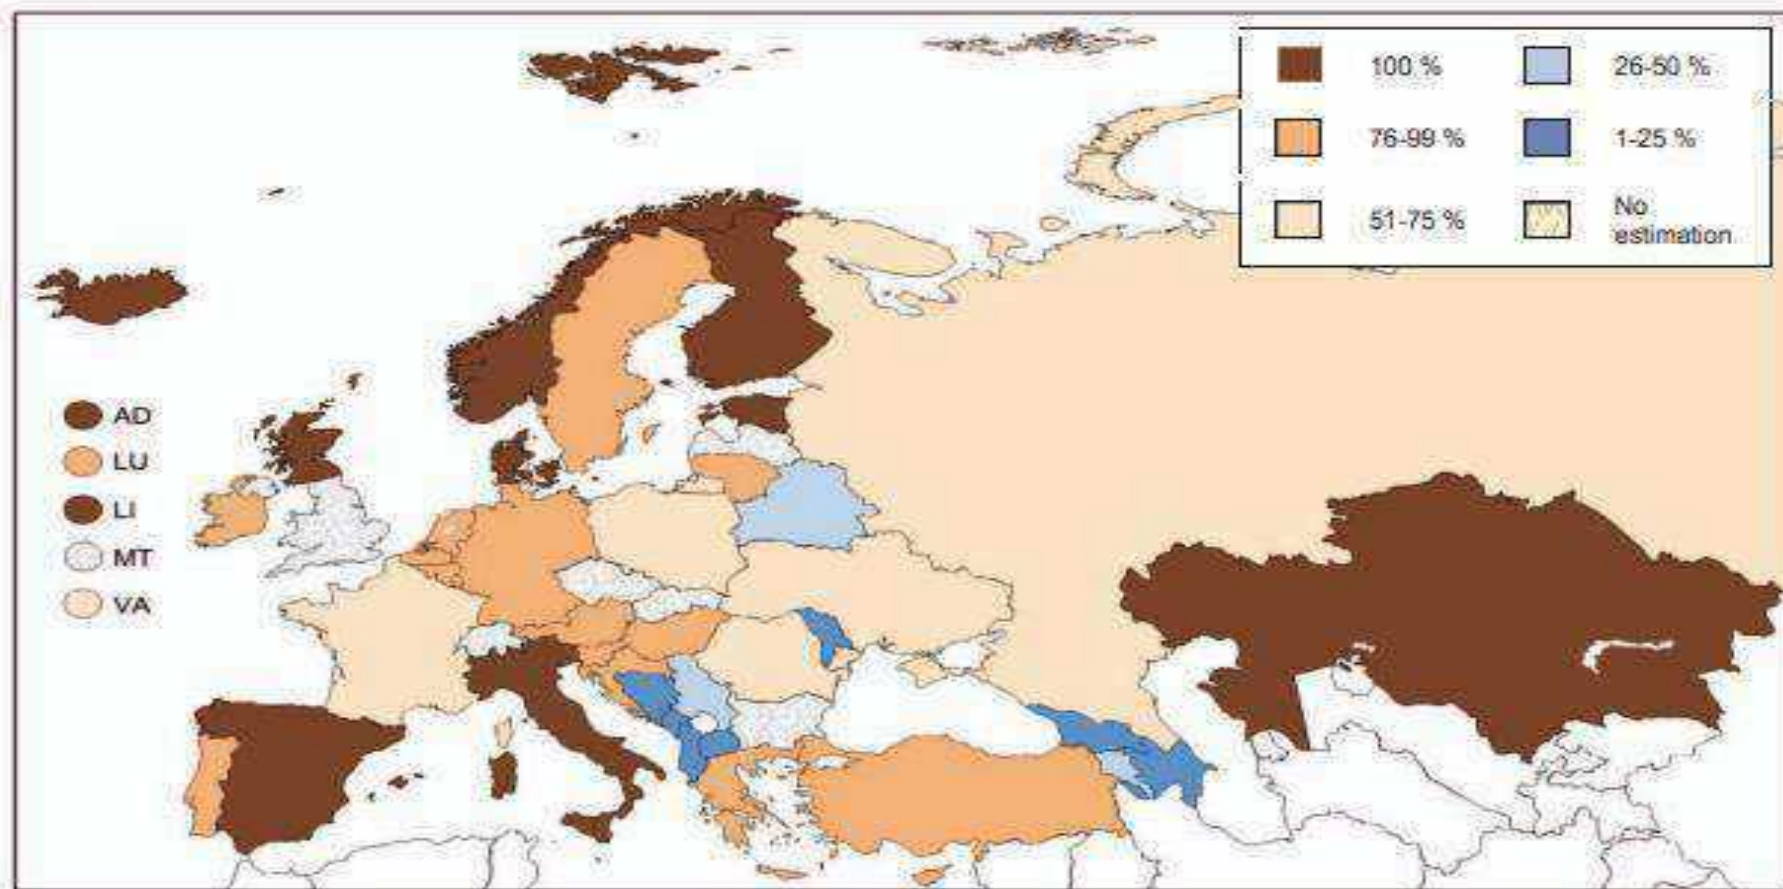 100 %
26-50 %
76-99 %
1-25 %
51-75 %
No
estimation
AD
LU
LI
MT
VA